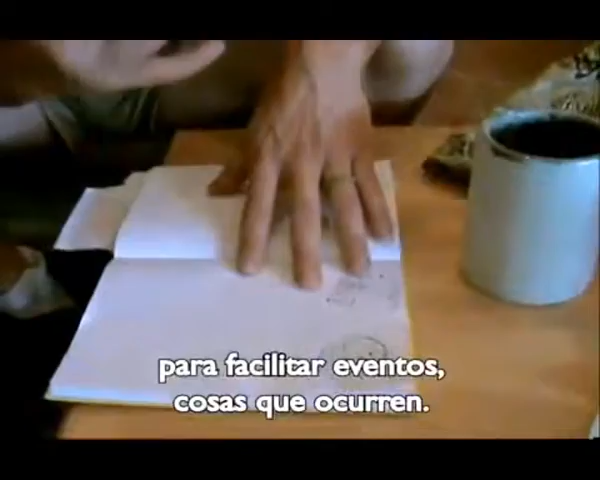 para facilitar eventos,
cosas que ocurren.